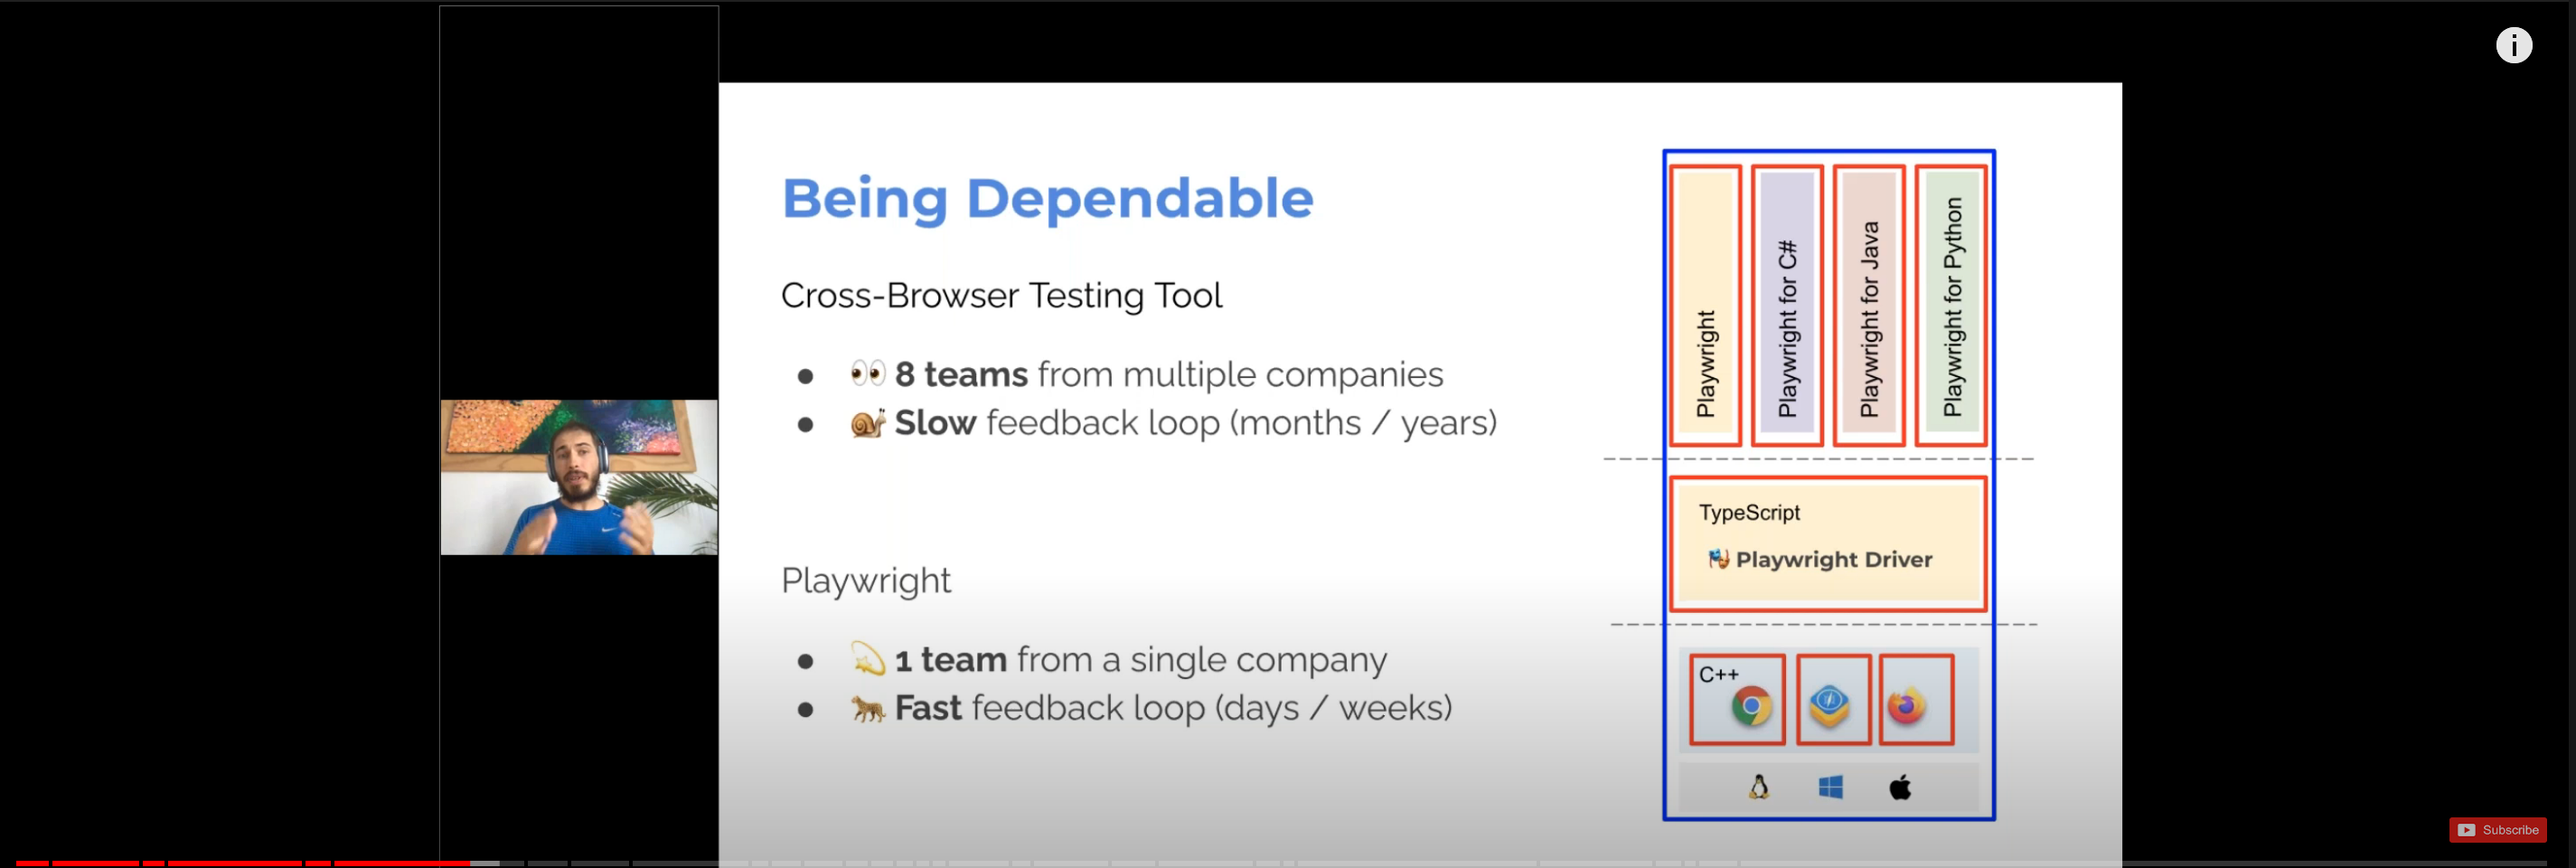 Being Dependable
Cross-Browser Testing Tool
● 👀 8 teams from multiple companies
● 🐌 Slow feedback loop (months / years)
Playwright
● 💫 1 team from a single company
● 🐆 Fast feedback loop (days / weeks)
Playwright
Playwright for C#
Playwright for Java
Playwright for Python
TypeScript
🎭 Playwright Driver
C++
Subscribe